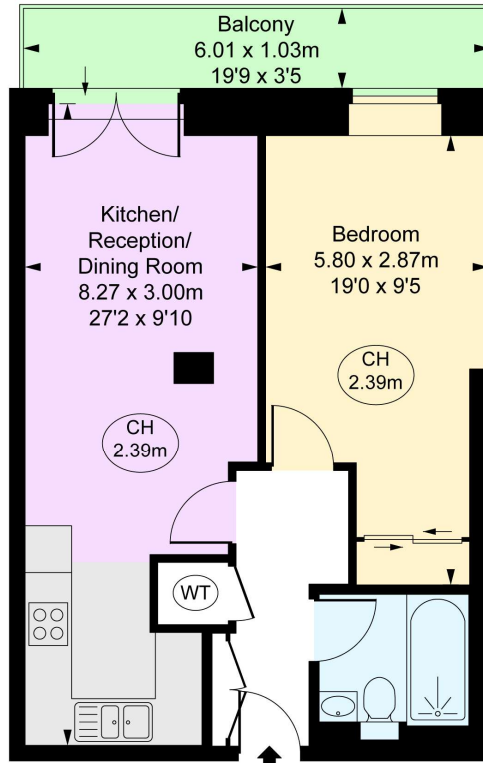 Balcony
6.01 x 1.03m
19'9 x 3'5
Kitchen/
Reception/
Dining Room
8.27 x 3.00m
27'2 x 9'10
Bedroom
5.80 x 2.87m
19'0 x 9'5
CH
2.39m
CH
2.39m
WT